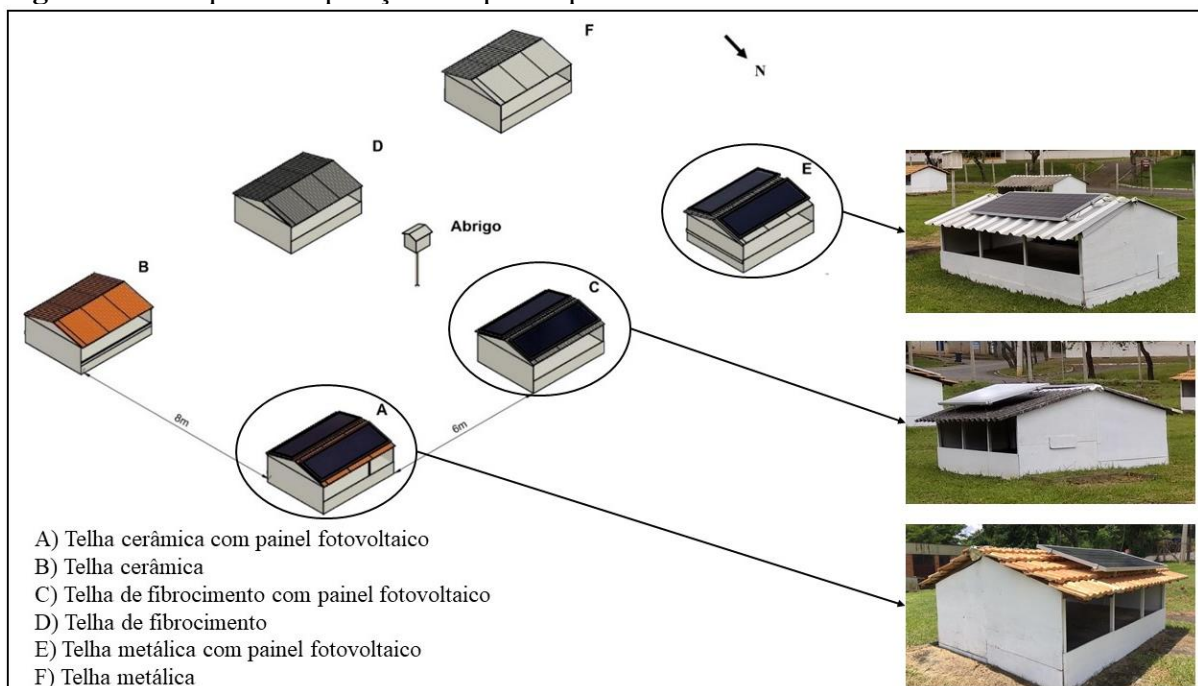 F
N
D
E
Abrigo
B
C
A
8m
6m
A) Telha cerâmica com painel fotovoltaico
B) Telha cerâmica
C) Telha de fibrocimento com painel fotovoltaico
D) Telha de fibrocimento
E) Telha metálica com painel fotovoltaico
F) Telha metálica